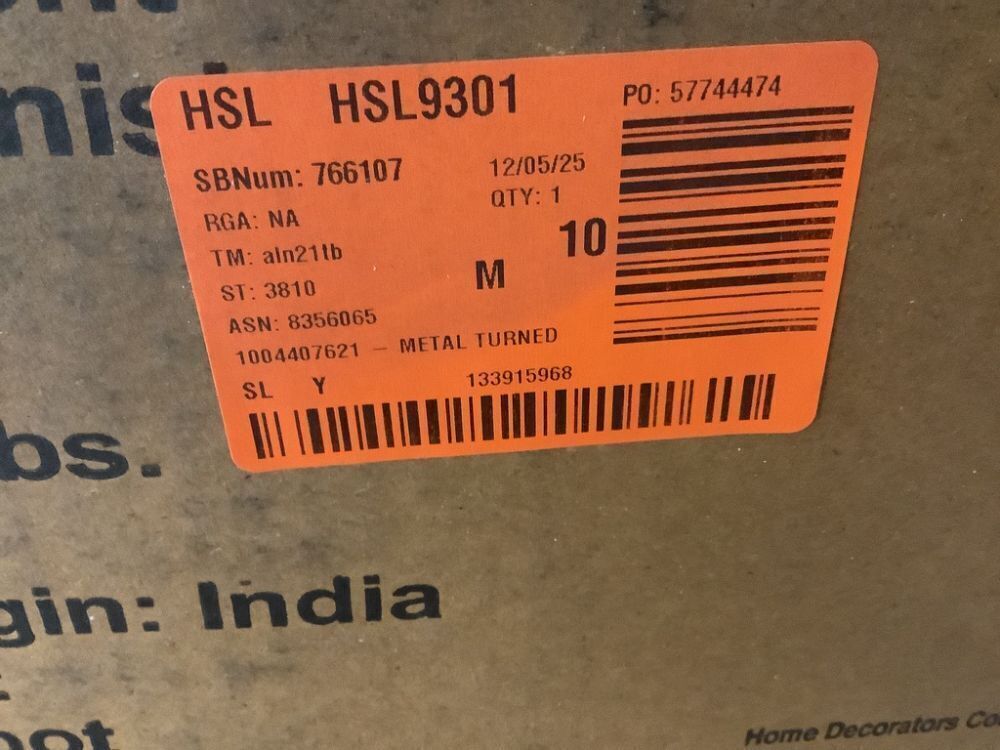 HSL HSL9301 PO: 57744474
SBNum: 766107 12/05/25
RGA: NA QTY: 1
TM: aln21tb M 10
ST: 3810
ASN: 8356065
1004407621 – METAL TURNED
SL Y 133915968
bs.
gin: India
Home Decorators Co